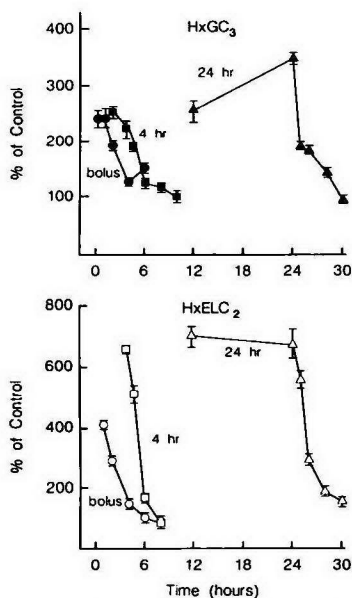 HxGC3
% of Control
400
300
200
100
24 hr
4 hr
bolus
0 6 12 18 24 30
HxELC2
% of Control
800
600
400
200
24 hr
4 hr
bolus
0 6 12 18 24 30
Time (hours)